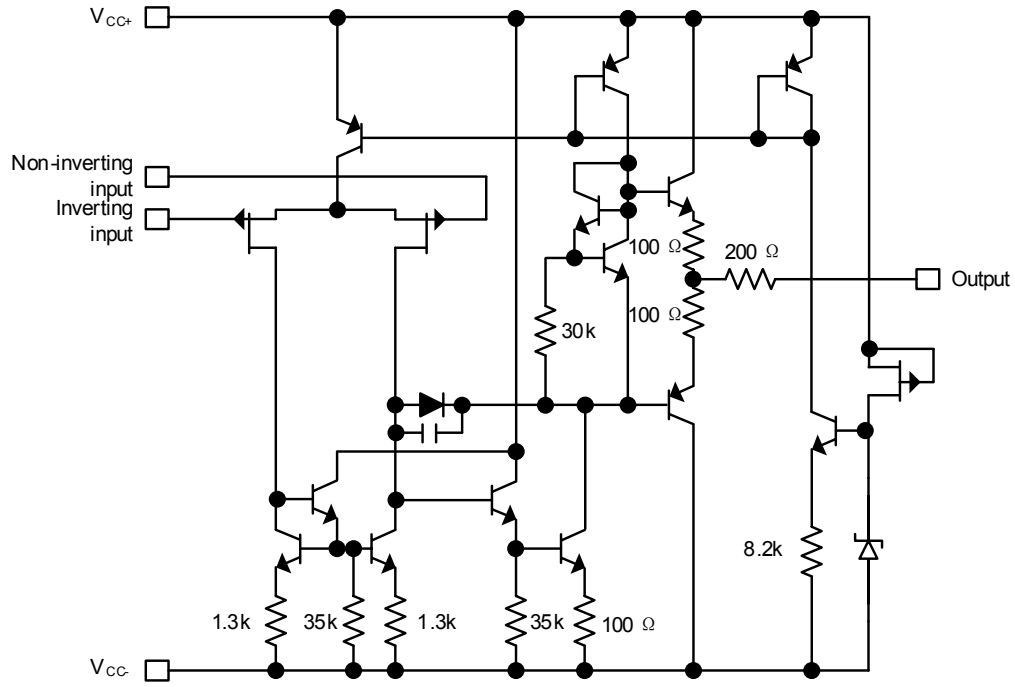 VCC+
Non-inverting
input
Inverting
input
100 Ω
200 Ω
Output
100 Ω
30k
8.2k
1.3k
35k
1.3k
35k
100 Ω
VCC-